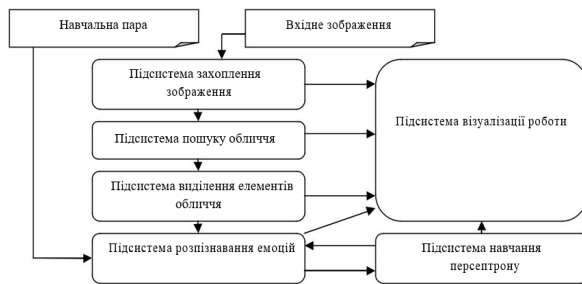 Навчальна пара
Вхідне зображення
Підсистема захоплення
зображення
Підсистема візуалізації роботи
Підсистема пошуку обличчя
Підсистема виділення елементів
обличчя
Підсистема розпізнавання емоцій
Підсистема навчання
персептрону